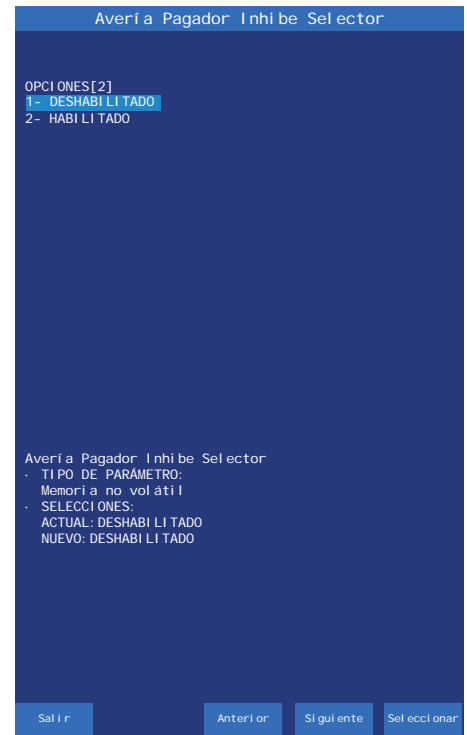 Avería Pagador Inhibe Selector
OPCIONES[2]
1- DESHABILITADO
2- HABILITADO
Avería Pagador Inhibe Selector
· TIPO DE PARÁMETRO:
Memoria no volátil
· SELECCIONES:
ACTUAL: DESHABILITADO
NUEVO: DESHABILITADO
Salir Anterior Siguiente Seleccionar